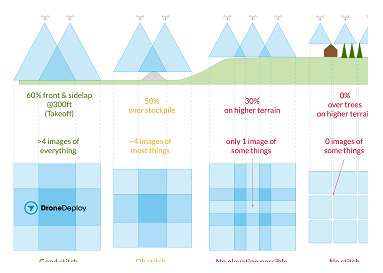 60% front & sidelap
@300ft
(Takeoff)
50%
over stockpile
30%
on higher terrain
0%
over trees
on higher terrain
>4 images of
everything
~4 images of
most things
only 1 image of
some things
0 images of
some things
DroneDeploy
Good stitch
Ok stitch
No elevation possible
No stitch